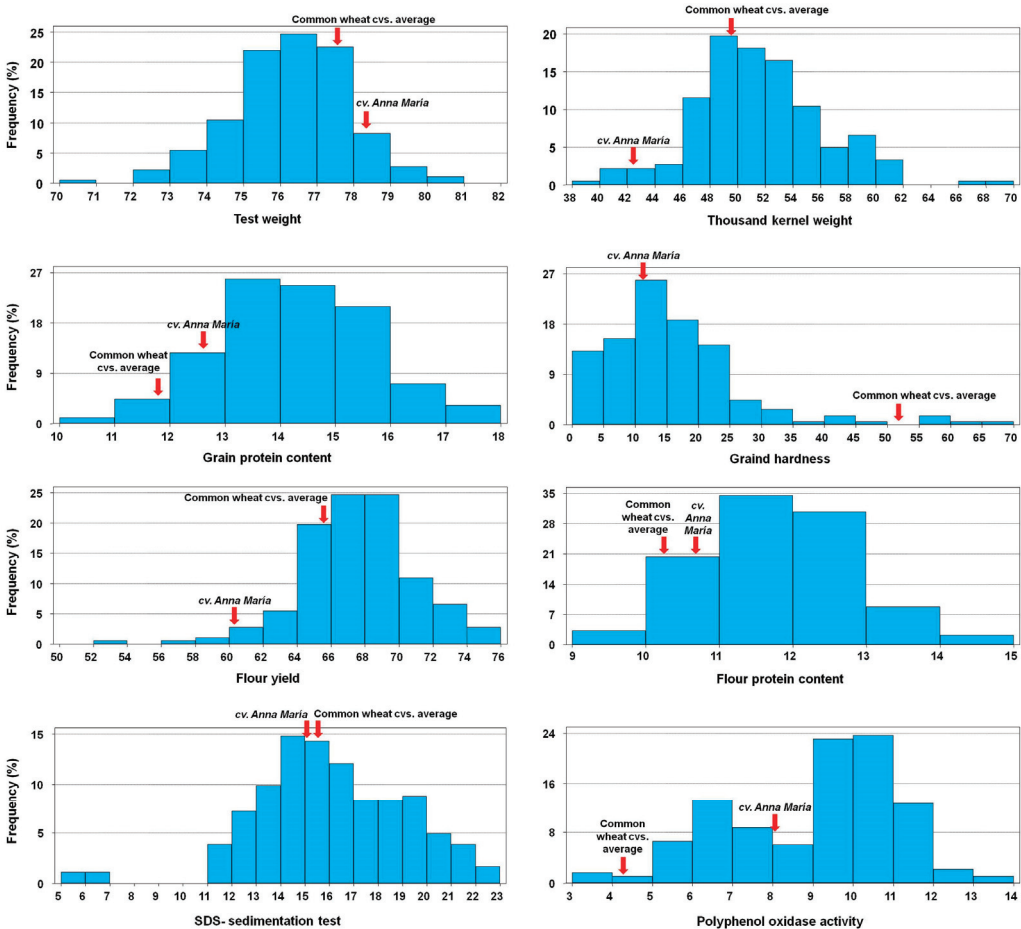 Common wheat cvs. average
25
20
15
10
5
0
Frequency (%)
cv. Anna María
70 71 72 73 74 75 76 77 78 79 80 81 82
Test weight
Common wheat cvs. average
20
15
10
5
0
cv. Anna María
38 40 42 44 46 48 50 52 54 56 58 60 62 64 66 68 70
Thousand kernel weight
27
18
9
0
cv. Anna María
Common wheat
cvs. average
10 11 12 13 14 15 16 17 18
Grain protein content
cv. Anna María
27
18
9
0
Common wheat cvs. average
0 5 10 15 20 25 30 35 40 45 50 55 60 65 70
Graind hardness
25
20
15
10
5
0
Common wheat cvs. average
cv. Anna María
50 52 54 56 58 60 62 64 66 68 70 72 74 76
Flour yield
35
28
21
14
7
0
Common
wheat cvs.
average
cv.
Anna
María
9 10 11 12 13 14 15
Flour protein content
cv. Anna María Common wheat cvs. average
15
10
5
0
Frequency (%)
5 6 7 8 9 10 11 12 13 14 15 16 17 18 19 20 21 22 23
SDS- sedimentation test
24
16
8
0
cv. Anna María
Common
wheat cvs.
average
3 4 5 6 7 8 9 10 11 12 13 14
Polyphenol oxidase activity